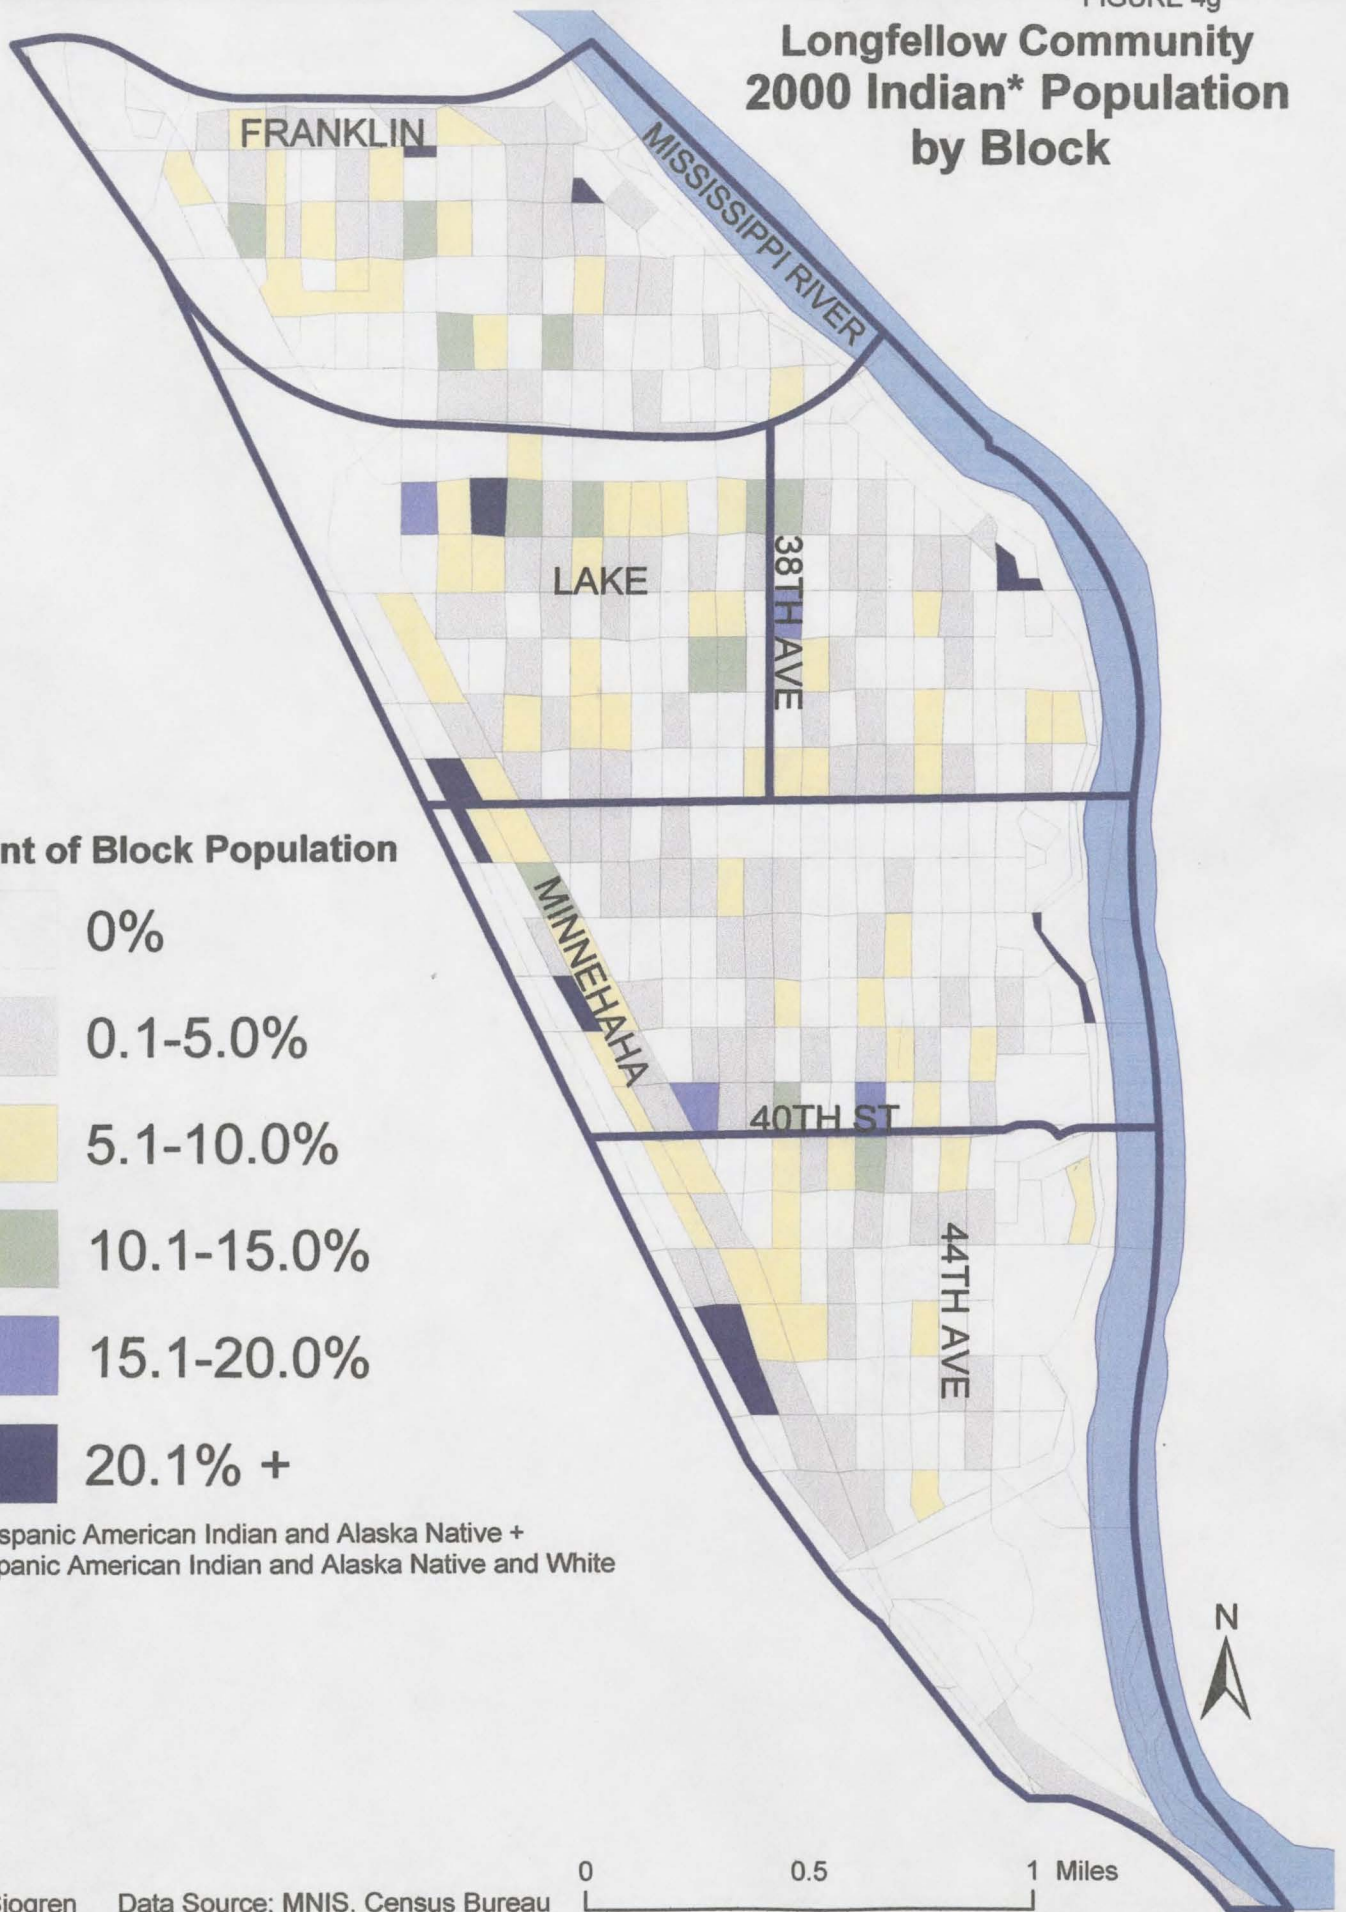 FIGURE 4g
Longfellow Community
2000 Indian* Population
by Block
FRANKLIN
MISSISSIPPI RIVER
LAKE
38TH AVE
nt of Block Population
0%
0.1-5.0%
5.1-10.0%
10.1-15.0%
15.1-20.0%
20.1% +
MINNEHAHA
40TH ST
44TH AVE
spanic American Indian and Alaska Native +
panic American Indian and Alaska Native and White
N
0 0.5 1 Miles
Sjogren Data Source: MNIS, Census Bureau